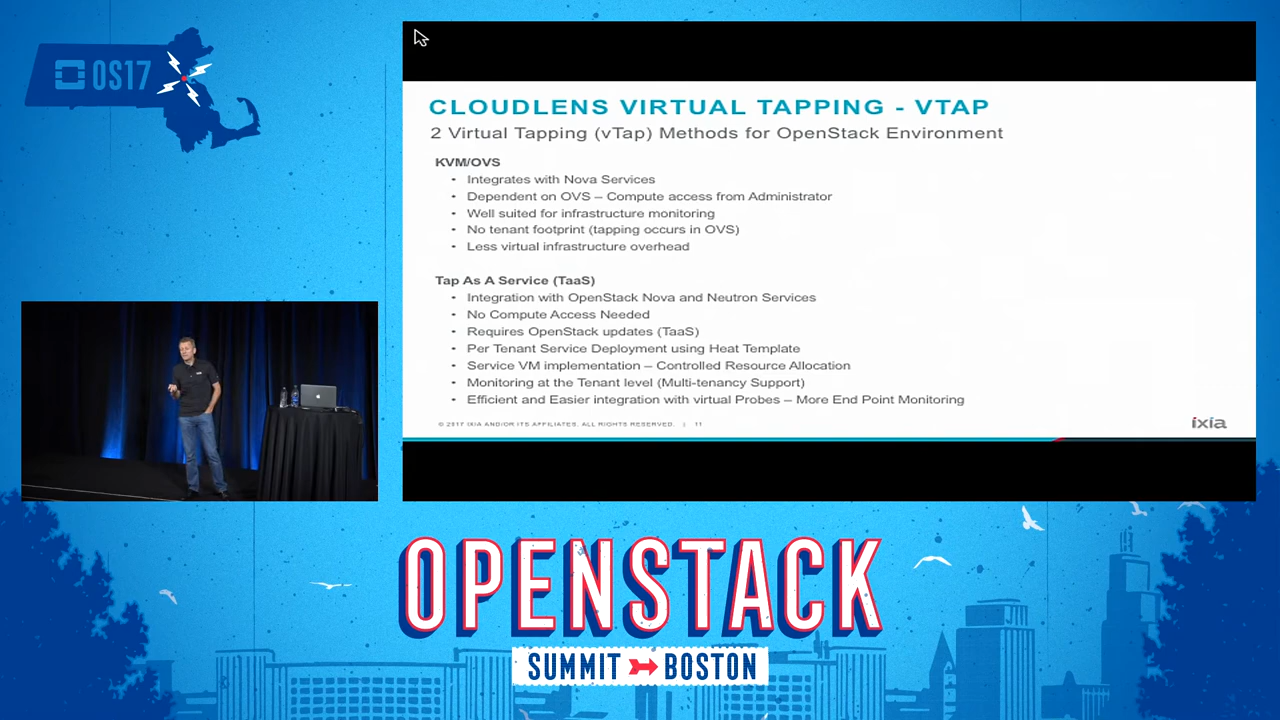 OS17
CLOUDLENS VIRTUAL TAPPING - VTAP
2 Virtual Tapping (vTap) Methods for OpenStack Environment
KVM/OVS
• Integrates with Nova Services
• Dependent on OVS – Compute access from Administrator
• Well suited for infrastructure monitoring
• No tenant footprint (tapping occurs in OVS)
• Less virtual infrastructure overhead
Tap As A Service (TaaS)
• Integration with OpenStack Nova and Neutron Services
• No Compute Access Needed
• Requires OpenStack updates (TaaS)
• Per Tenant Service Deployment using Heat Template
• Service VM implementation – Controlled Resource Allocation
• Monitoring at the Tenant level (Multi-tenancy Support)
• Efficient and Easier integration with virtual Probes – More End Point Monitoring
© 2017 IXIA AND/OR ITS AFFILIATES. ALL RIGHTS RESERVED. | 11
ixia
OPENSTACK
SUMMIT BOSTON